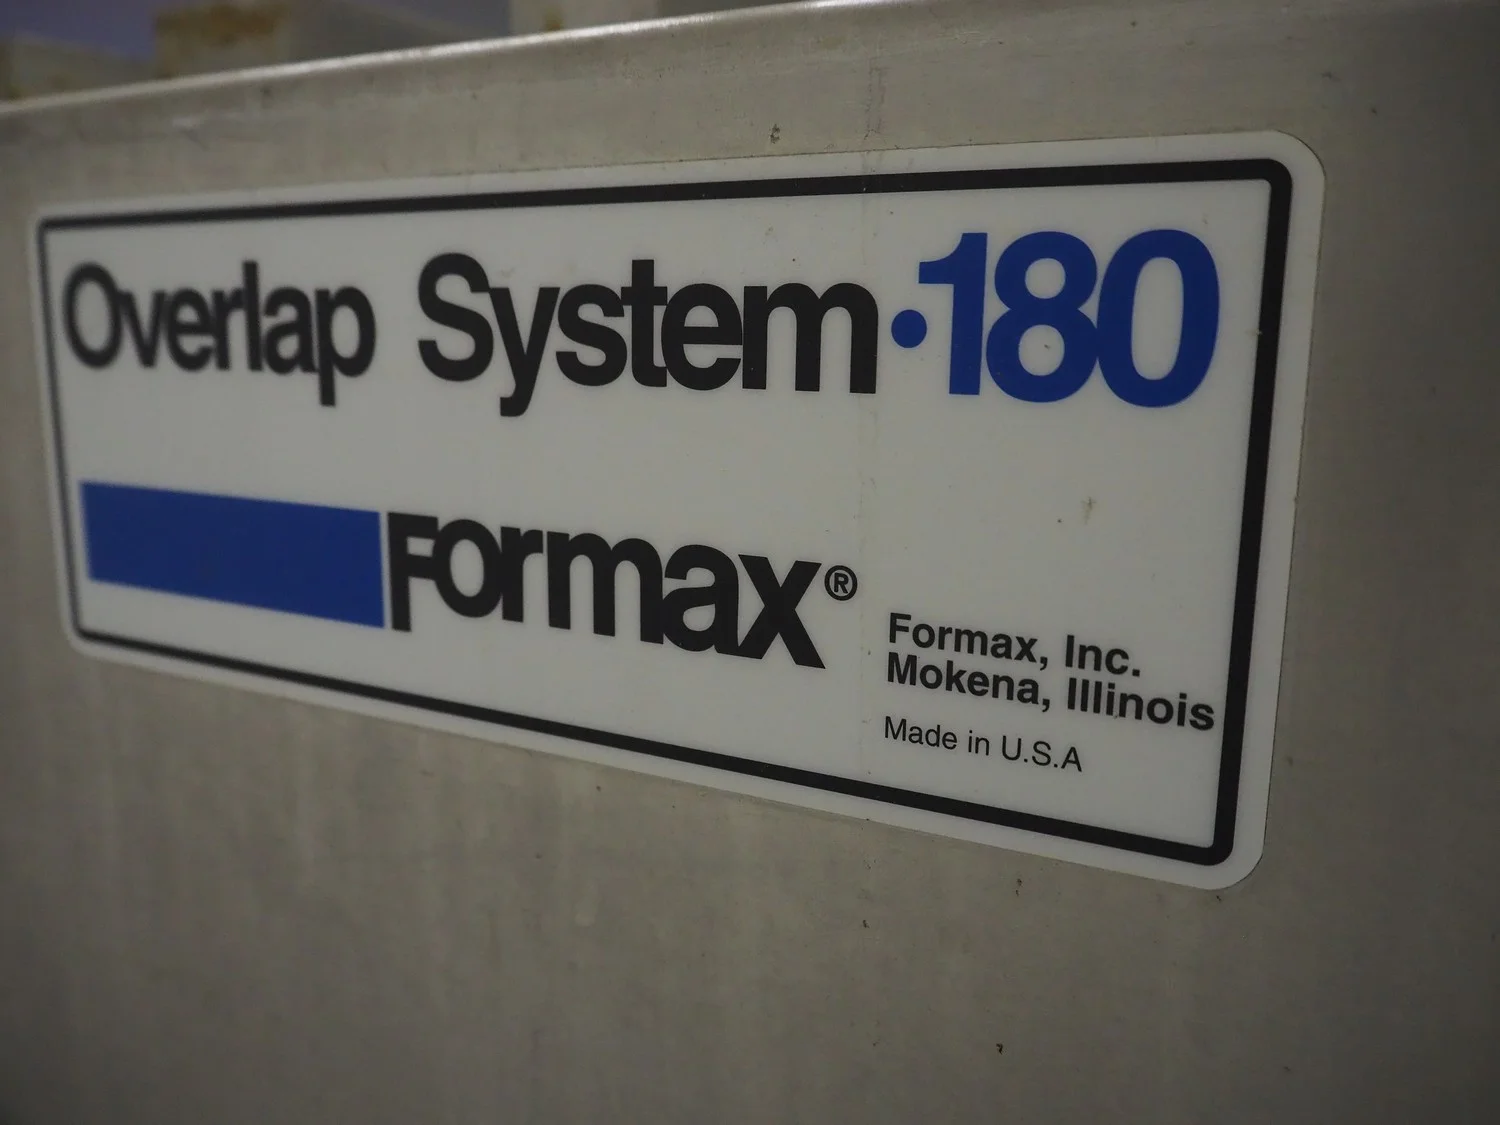 Overlap System·180
Formax®
Formax, Inc.
Mokena, Illinois
Made in U.S.A